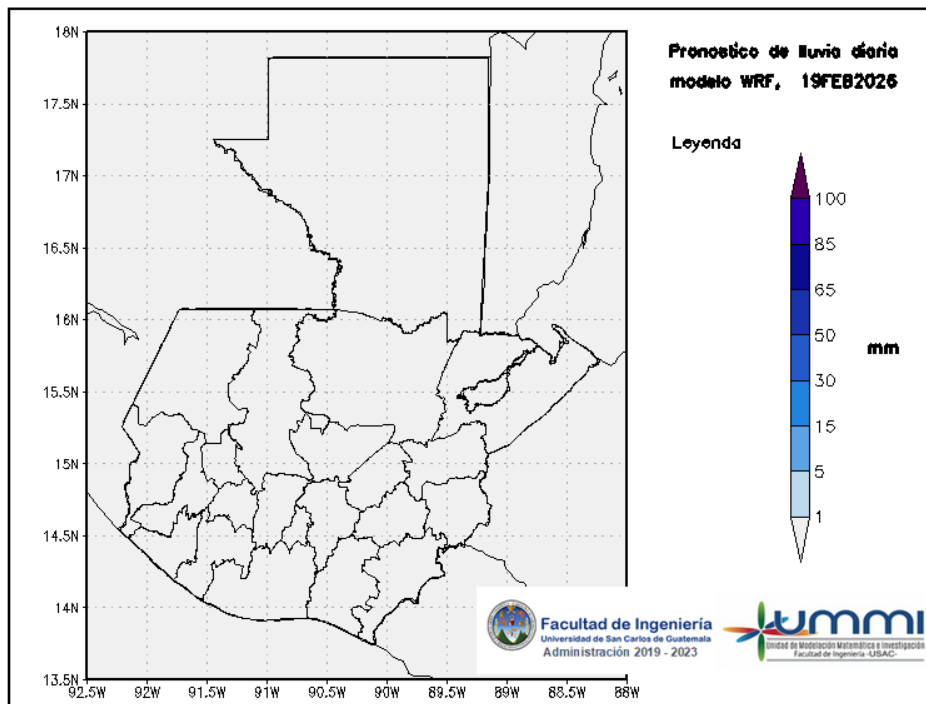 Pronostico de lluvia diaria
modelo WRF, 19FEB2026
Leyenda
100
85
65
50
30
15
5
1
mm
18N
17.5N
17N
16.5N
16N
15.5N
15N
14.5N
14N
13.5N
92.5W
92W
91.5W
91W
90.5W
90W
89.5W
89W
88.5W
88W
Facultad de Ingeniería
Universidad de San Carlos de Guatemala
Administración 2019 - 2023
ummi
Unidad de Modelación Matemática e Investigación
Facultad de Ingeniería -USAC-